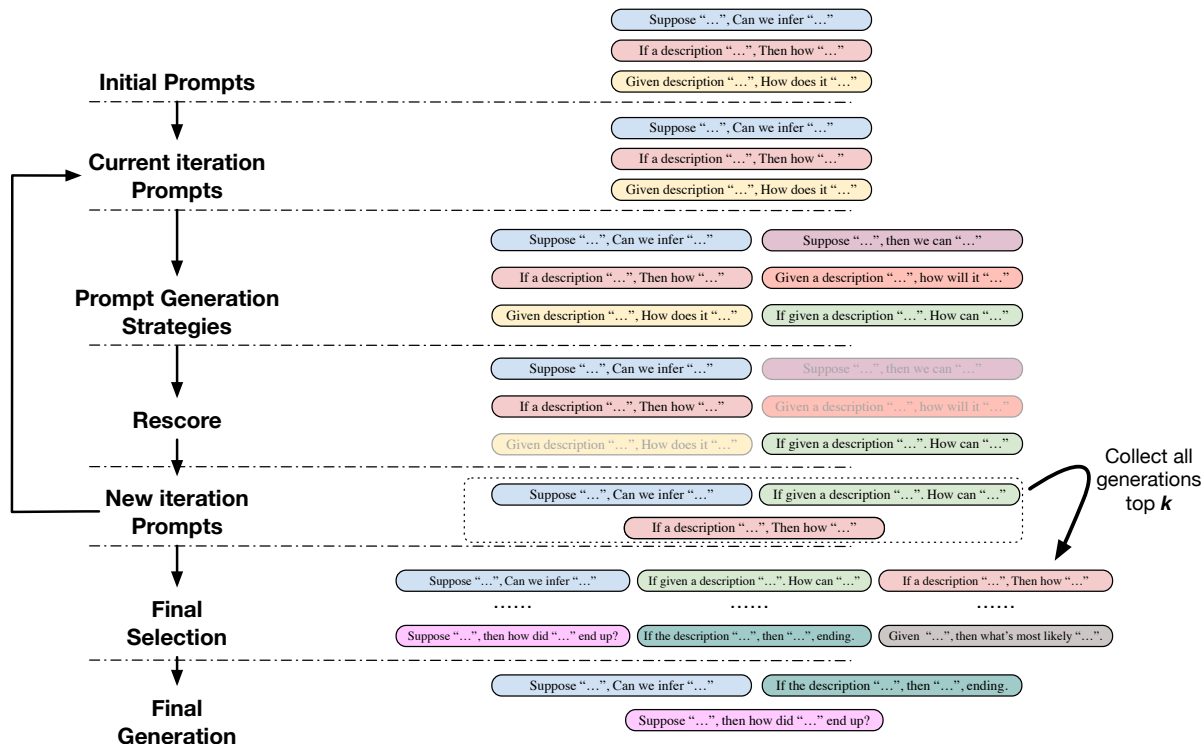 Suppose “…”, Can we infer “…”
If a description “…”, Then how “…”
Given description “…”, How does it “…”
Initial Prompts
Suppose “…”, Can we infer “…”
If a description “…”, Then how “…”
Given description “…”, How does it “…”
Current iteration
Prompts
Suppose “…”, Can we infer “…”
Suppose “…”, then we can “…”
If a description “…”, Then how “…”
Given a description “…”, how will it “…”
Given description “…”, How does it “…”
If given a description “…”. How can “…”
Prompt Generation
Strategies
Suppose “…”, Can we infer “…”
Suppose “…”, then we can “…”
If a description “…”, Then how “…”
Given a description “…”, how will it “…”
Given description “…”, How does it “…”
If given a description “…”. How can “…”
Rescore
Suppose “…”, Can we infer “…”
If given a description “…”. How can “…”
If a description “…”, Then how “…”
New iteration
Prompts
Collect all
generations
top k
Suppose “…”, Can we infer “…”
If given a description “…”. How can “…”
If a description “…”, Then how “…”
……
……
……
Suppose “…”, then how did “…” end up?
If the description “…”, then “…”, ending.
Given “…”, then what’s most likely “…”.
Final
Selection
Suppose “…”, Can we infer “…”
If the description “…”, then “…”, ending.
Suppose “…”, then how did “…” end up?
Final
Generation